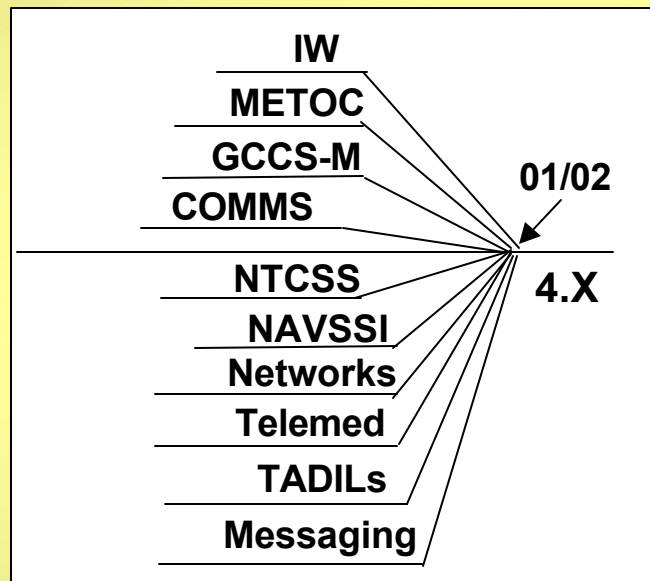 IW
METOC
GCCS-M
01/02
COMMS
NTCSS
4.X
NAVSSI
Networks
Telemed
TADILs
Messaging